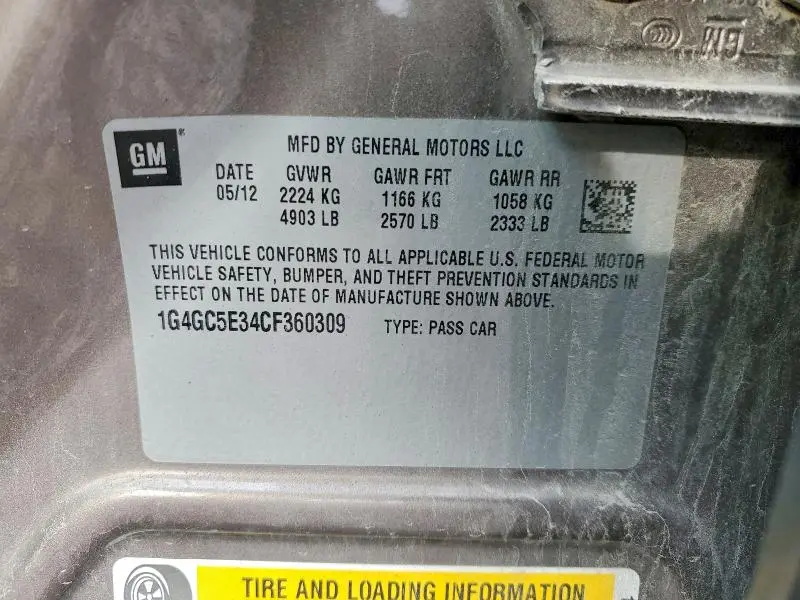 GM
GM
®
MFD BY GENERAL MOTORS LLC
DATE GVWR GAWR FRT GAWR RR
05/12 2224 KG 1166 KG 1058 KG
4903 LB 2570 LB 2333 LB
THIS VEHICLE CONFORMS TO ALL APPLICABLE U.S. FEDERAL MOTOR
VEHICLE SAFETY, BUMPER, AND THEFT PREVENTION STANDARDS IN
EFFECT ON THE DATE OF MANUFACTURE SHOWN ABOVE.
1G4GC5E34CF360309 TYPE: PASS CAR
TIRE AND LOADING INFORMATION